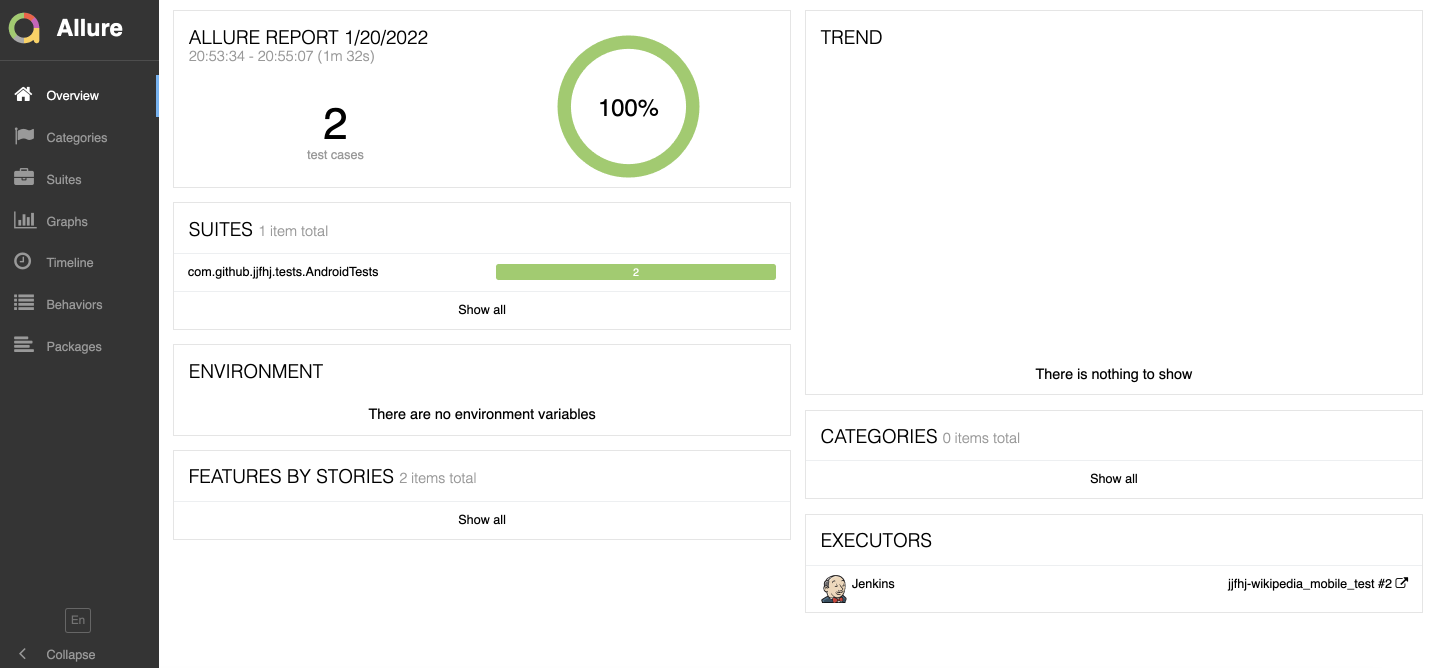 Allure
Overview
Categories
Suites
Graphs
Timeline
Behaviors
Packages
En
Collapse
ALLURE REPORT 1/20/2022
20:53:34 - 20:55:07 (1m 32s)
2
test cases
100%
SUITES 1 item total
com.github.jjfhj.tests.AndroidTests 2
Show all
ENVIRONMENT
There are no environment variables
FEATURES BY STORIES 2 items total
Show all
TREND
There is nothing to show
CATEGORIES 0 items total
Show all
EXECUTORS
Jenkins jjfhj-wikipedia_mobile_test #2